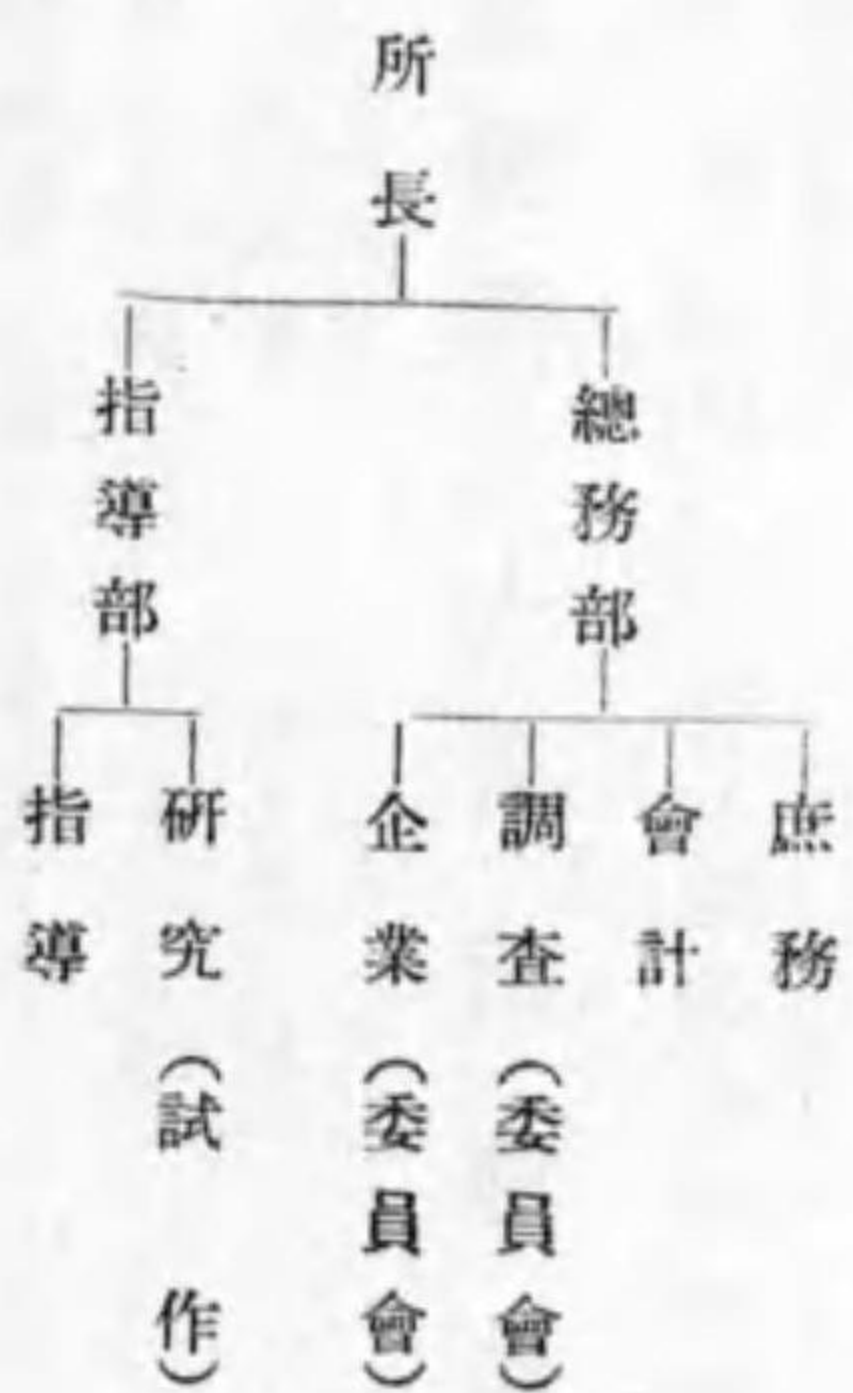 所長
總務部
庶務
會計
調査(委員會)
企業(委員會)
指導部
研究(試作)
指導